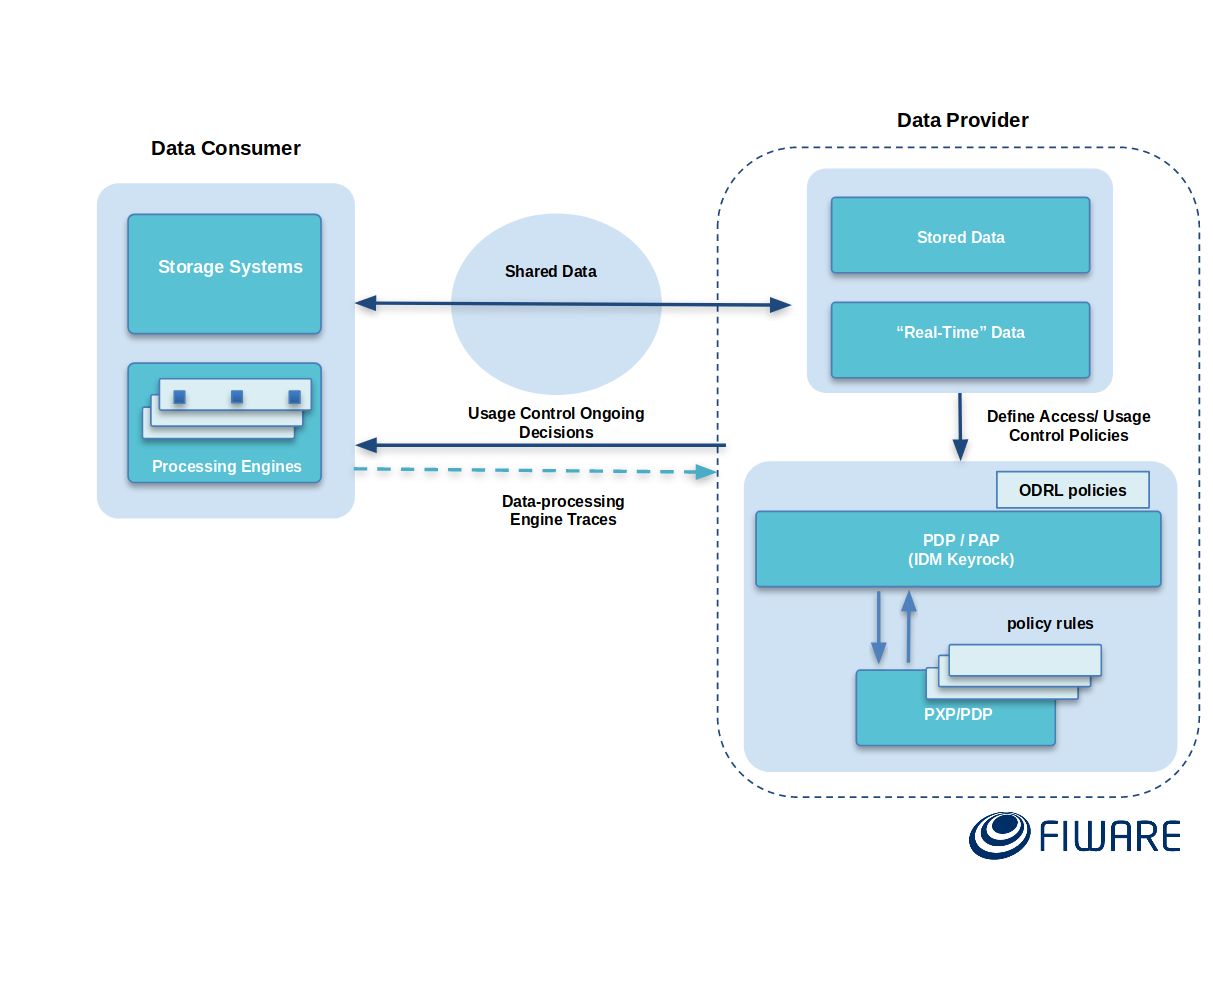 Data Provider
Data Consumer
Stored Data
Storage Systems
Shared Data
“Real-Time” Data
Usage Control Ongoing
Decisions
Define Access/ Usage
Control Policies
Processing Engines
Data-processing
Engine Traces
ODRL policies
PDP / PAP
(IDM Keyrock)
policy rules
PXP/PDP
FIWARE